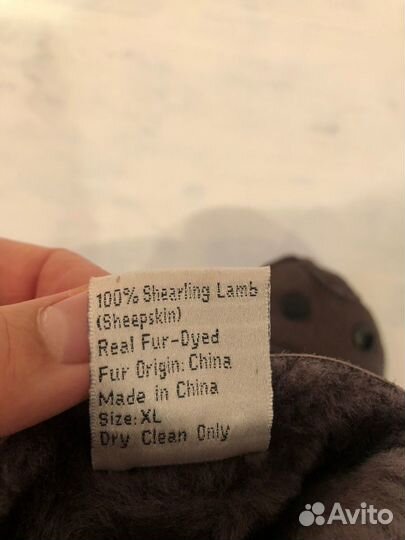 100% Shearling Lamb
(Sheepskin)
Real Fur-Dyed
Fur Origin: China
Made in China
Size: XL
Dry Clean Only
Avito